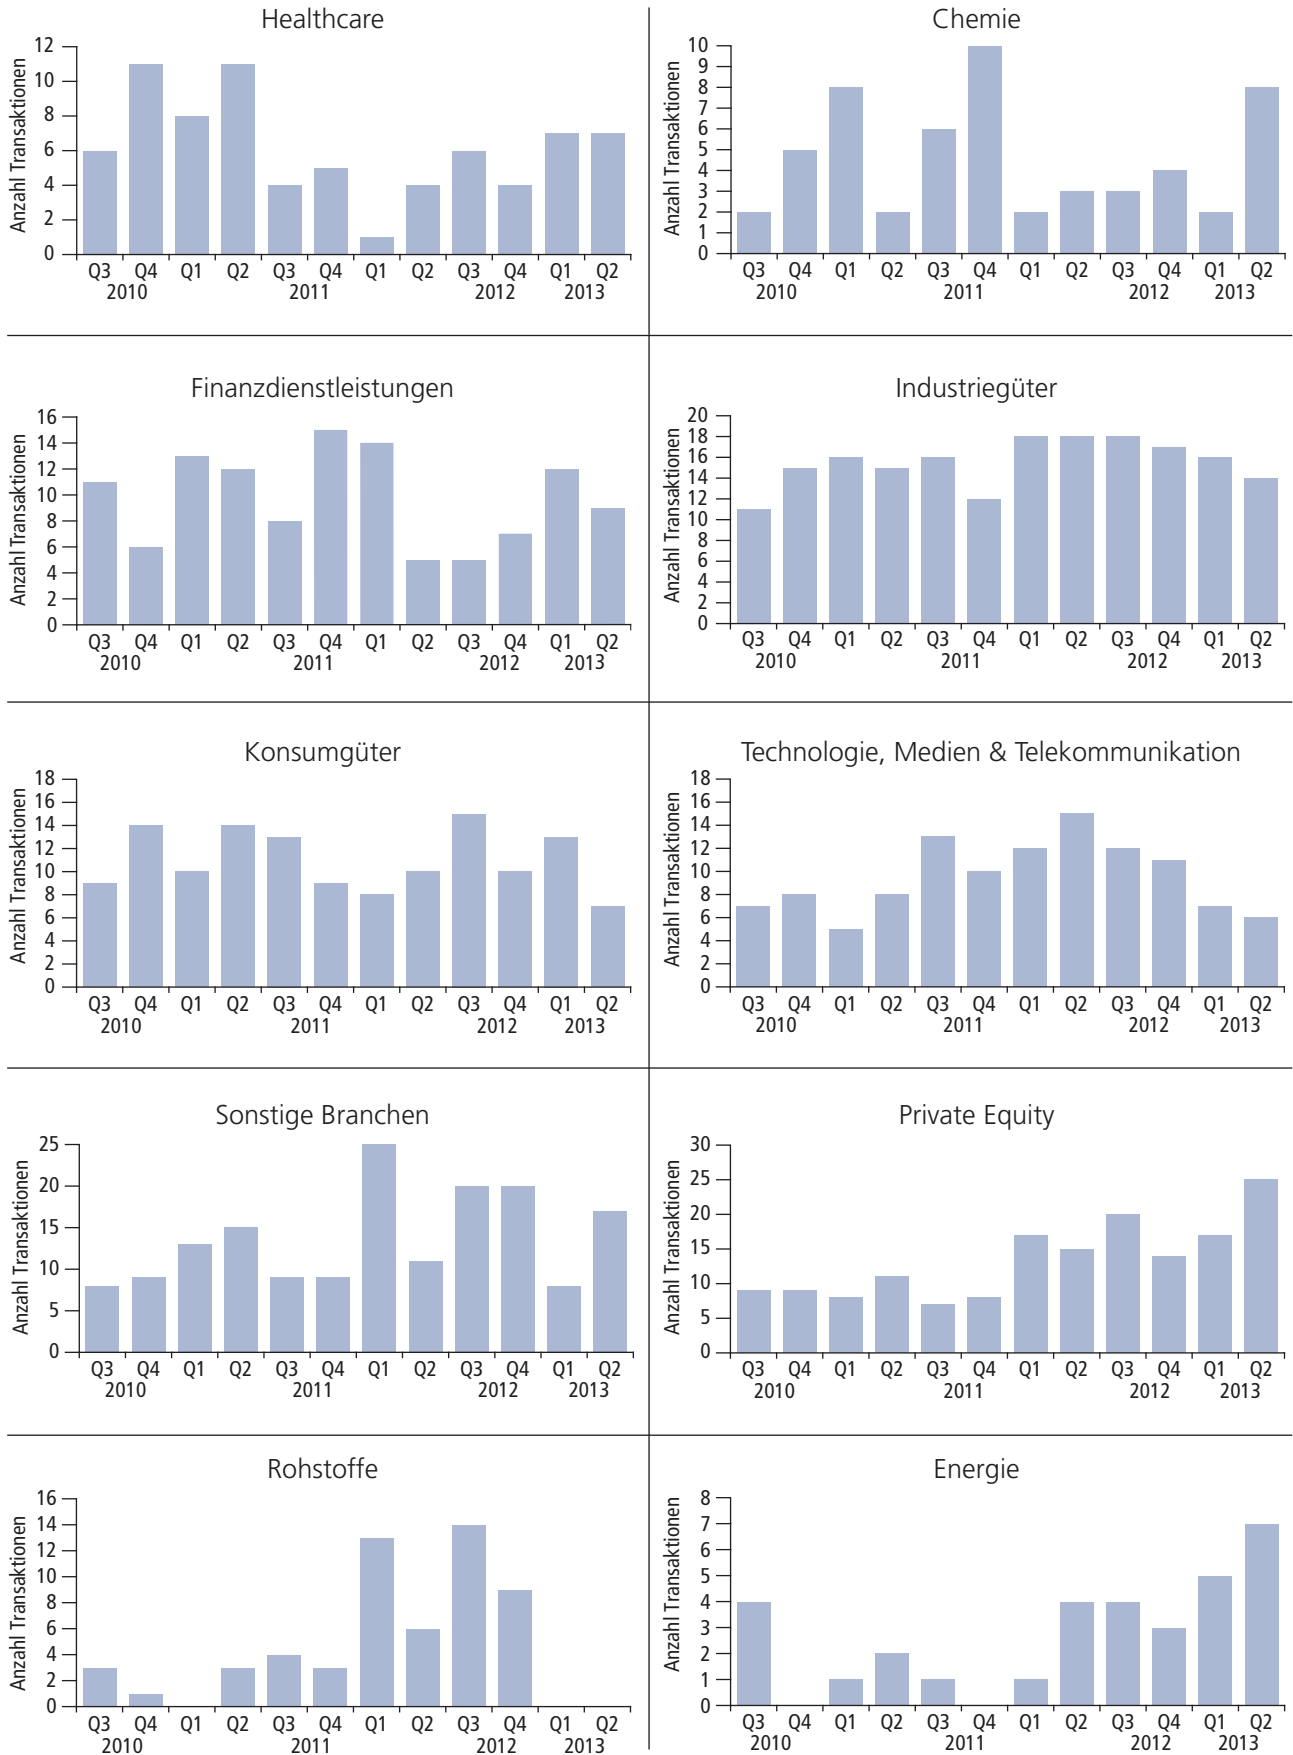 Healthcare
Anzahl Transaktionen
12
10
8
6
4
2
0
Q3 Q4 Q1 Q2 Q3 Q4 Q1 Q2 Q3 Q4 Q1 Q2
2010 2011 2012 2013
Chemie
Anzahl Transaktionen
10
9
8
7
6
5
4
3
2
1
0
Q3 Q4 Q1 Q2 Q3 Q4 Q1 Q2 Q3 Q4 Q1 Q2
2010 2011 2012 2013
Finanzdienstleistungen
Anzahl Transaktionen
16
14
12
10
8
6
4
2
0
Q3 Q4 Q1 Q2 Q3 Q4 Q1 Q2 Q3 Q4 Q1 Q2
2010 2011 2012 2013
Industriegüter
Anzahl Transaktionen
20
18
16
14
12
10
8
6
4
2
0
Q3 Q4 Q1 Q2 Q3 Q4 Q1 Q2 Q3 Q4 Q1 Q2
2010 2011 2012 2013
Konsumgüter
Anzahl Transaktionen
18
16
14
12
10
8
6
4
2
0
Q3 Q4 Q1 Q2 Q3 Q4 Q1 Q2 Q3 Q4 Q1 Q2
2010 2011 2012 2013
Technologie, Medien & Telekommunikation
Anzahl Transaktionen
18
16
14
12
10
8
6
4
2
0
Q3 Q4 Q1 Q2 Q3 Q4 Q1 Q2 Q3 Q4 Q1 Q2
2010 2011 2012 2013
Sonstige Branchen
Anzahl Transaktionen
25
20
15
10
5
0
Q3 Q4 Q1 Q2 Q3 Q4 Q1 Q2 Q3 Q4 Q1 Q2
2010 2011 2012 2013
Private Equity
Anzahl Transaktionen
30
25
20
15
10
5
0
Q3 Q4 Q1 Q2 Q3 Q4 Q1 Q2 Q3 Q4 Q1 Q2
2010 2011 2012 2013
Rohstoffe
Anzahl Transaktionen
16
14
12
10
8
6
4
2
0
Q3 Q4 Q1 Q2 Q3 Q4 Q1 Q2 Q3 Q4 Q1 Q2
2010 2011 2012 2013
Energie
Anzahl Transaktionen
8
7
6
5
4
3
2
1
0
Q3 Q4 Q1 Q2 Q3 Q4 Q1 Q2 Q3 Q4 Q1 Q2
2010 2011 2012 2013